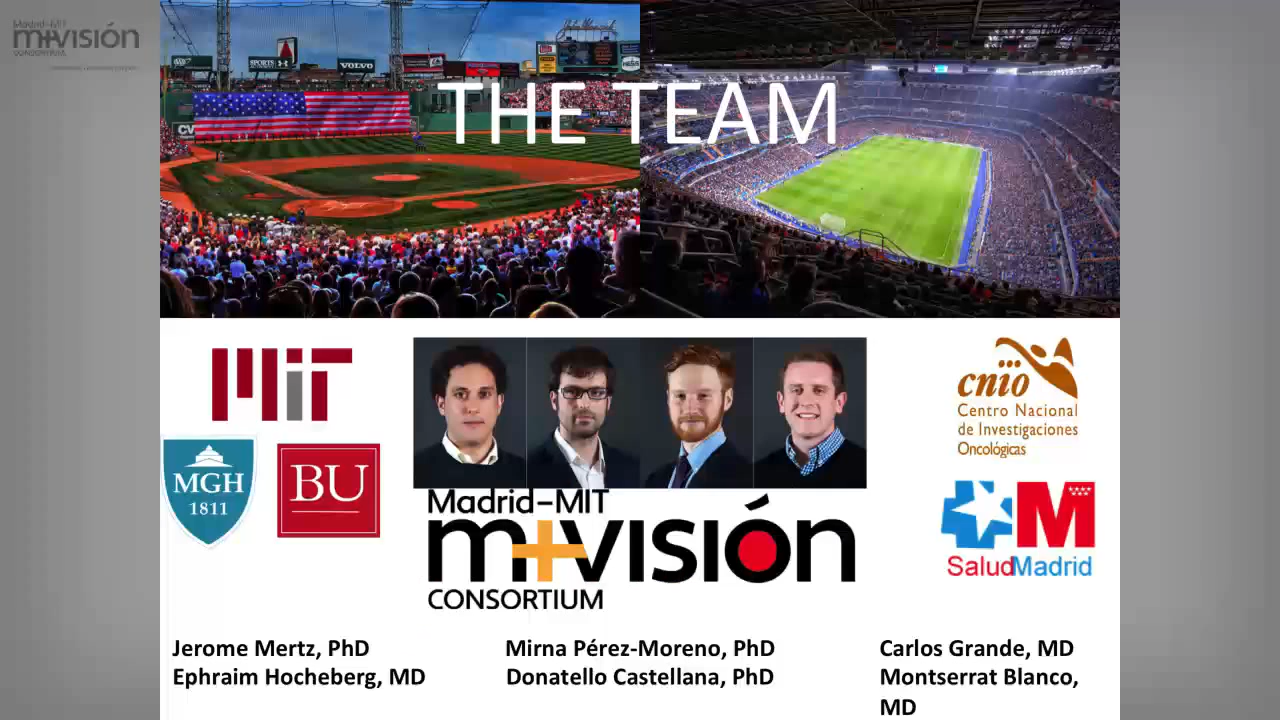 Madrid-MIT
m+visión
CONSORTIUM
SPORTS
VOLVO
CV
THE TEAM
MiT
MGH
1811
BU
Madrid-MIT
m+visión
CONSORTIUM
cnio
Centro Nacional
de Investigaciones
Oncológicas
M
SaludMadrid
Jerome Mertz, PhD
Ephraim Hocheberg, MD
Mirna Pérez-Moreno, PhD
Donatello Castellana, PhD
Carlos Grande, MD
Montserrat Blanco,
MD